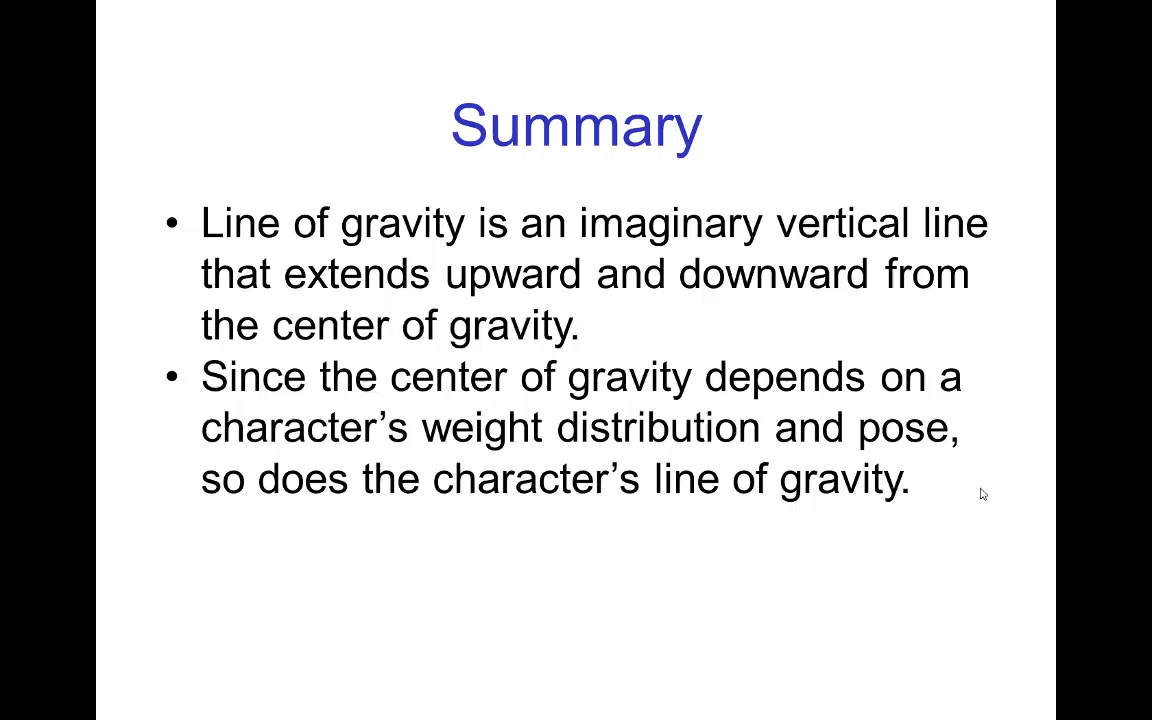 Summary
• Line of gravity is an imaginary vertical line
that extends upward and downward from
the center of gravity.
• Since the center of gravity depends on a
character’s weight distribution and pose,
so does the character’s line of gravity.